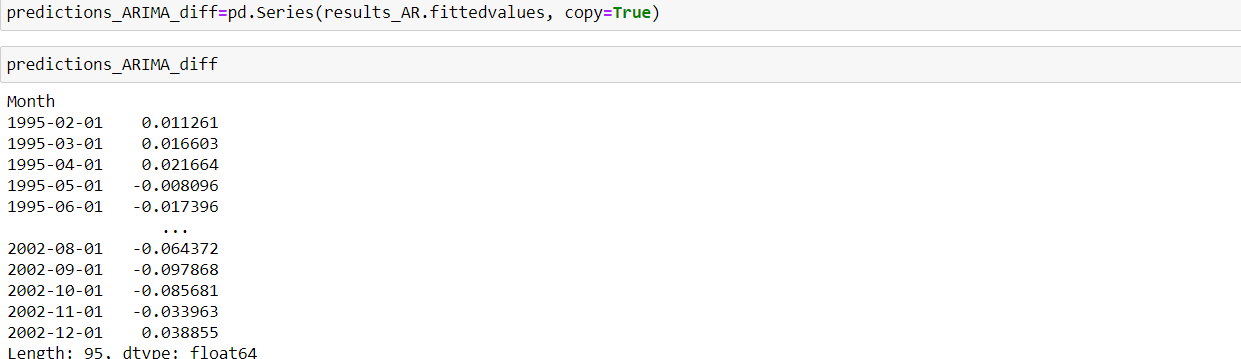 predictions_ARIMA_diff=pd.Series(results_AR.fittedvalues, copy=True)
predictions_ARIMA_diff
Month
1995-02-01    0.011261
1995-03-01    0.016603
1995-04-01    0.021664
1995-05-01   -0.008096
1995-06-01   -0.017396
                ...
2002-08-01   -0.064372
2002-09-01   -0.097868
2002-10-01   -0.085681
2002-11-01   -0.033963
2002-12-01    0.038855
Length: 95, dtype: float64